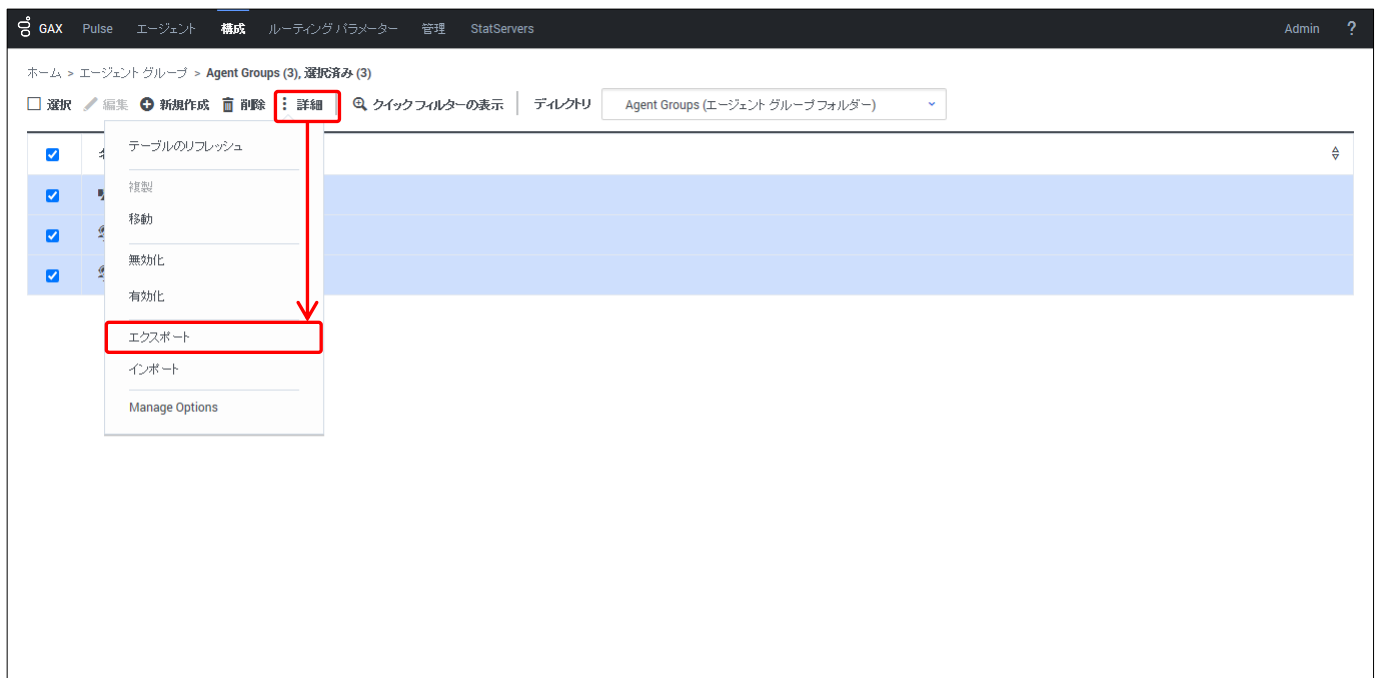 GAX Pulse エージェント 構成 ルーティング パラメーター 管理 StatServers Admin ?
ホーム > エージェント グループ > Agent Groups (3), 選択済み (3)
選択 編集 新規作成 削除 詳細 クイック フィルターの表示 ディレクトリ Agent Groups (エージェント グループ フォルダー)
テーブルのリフレッシュ
複製
移動
無効化
有効化
エクスポート
インポート
Manage Options